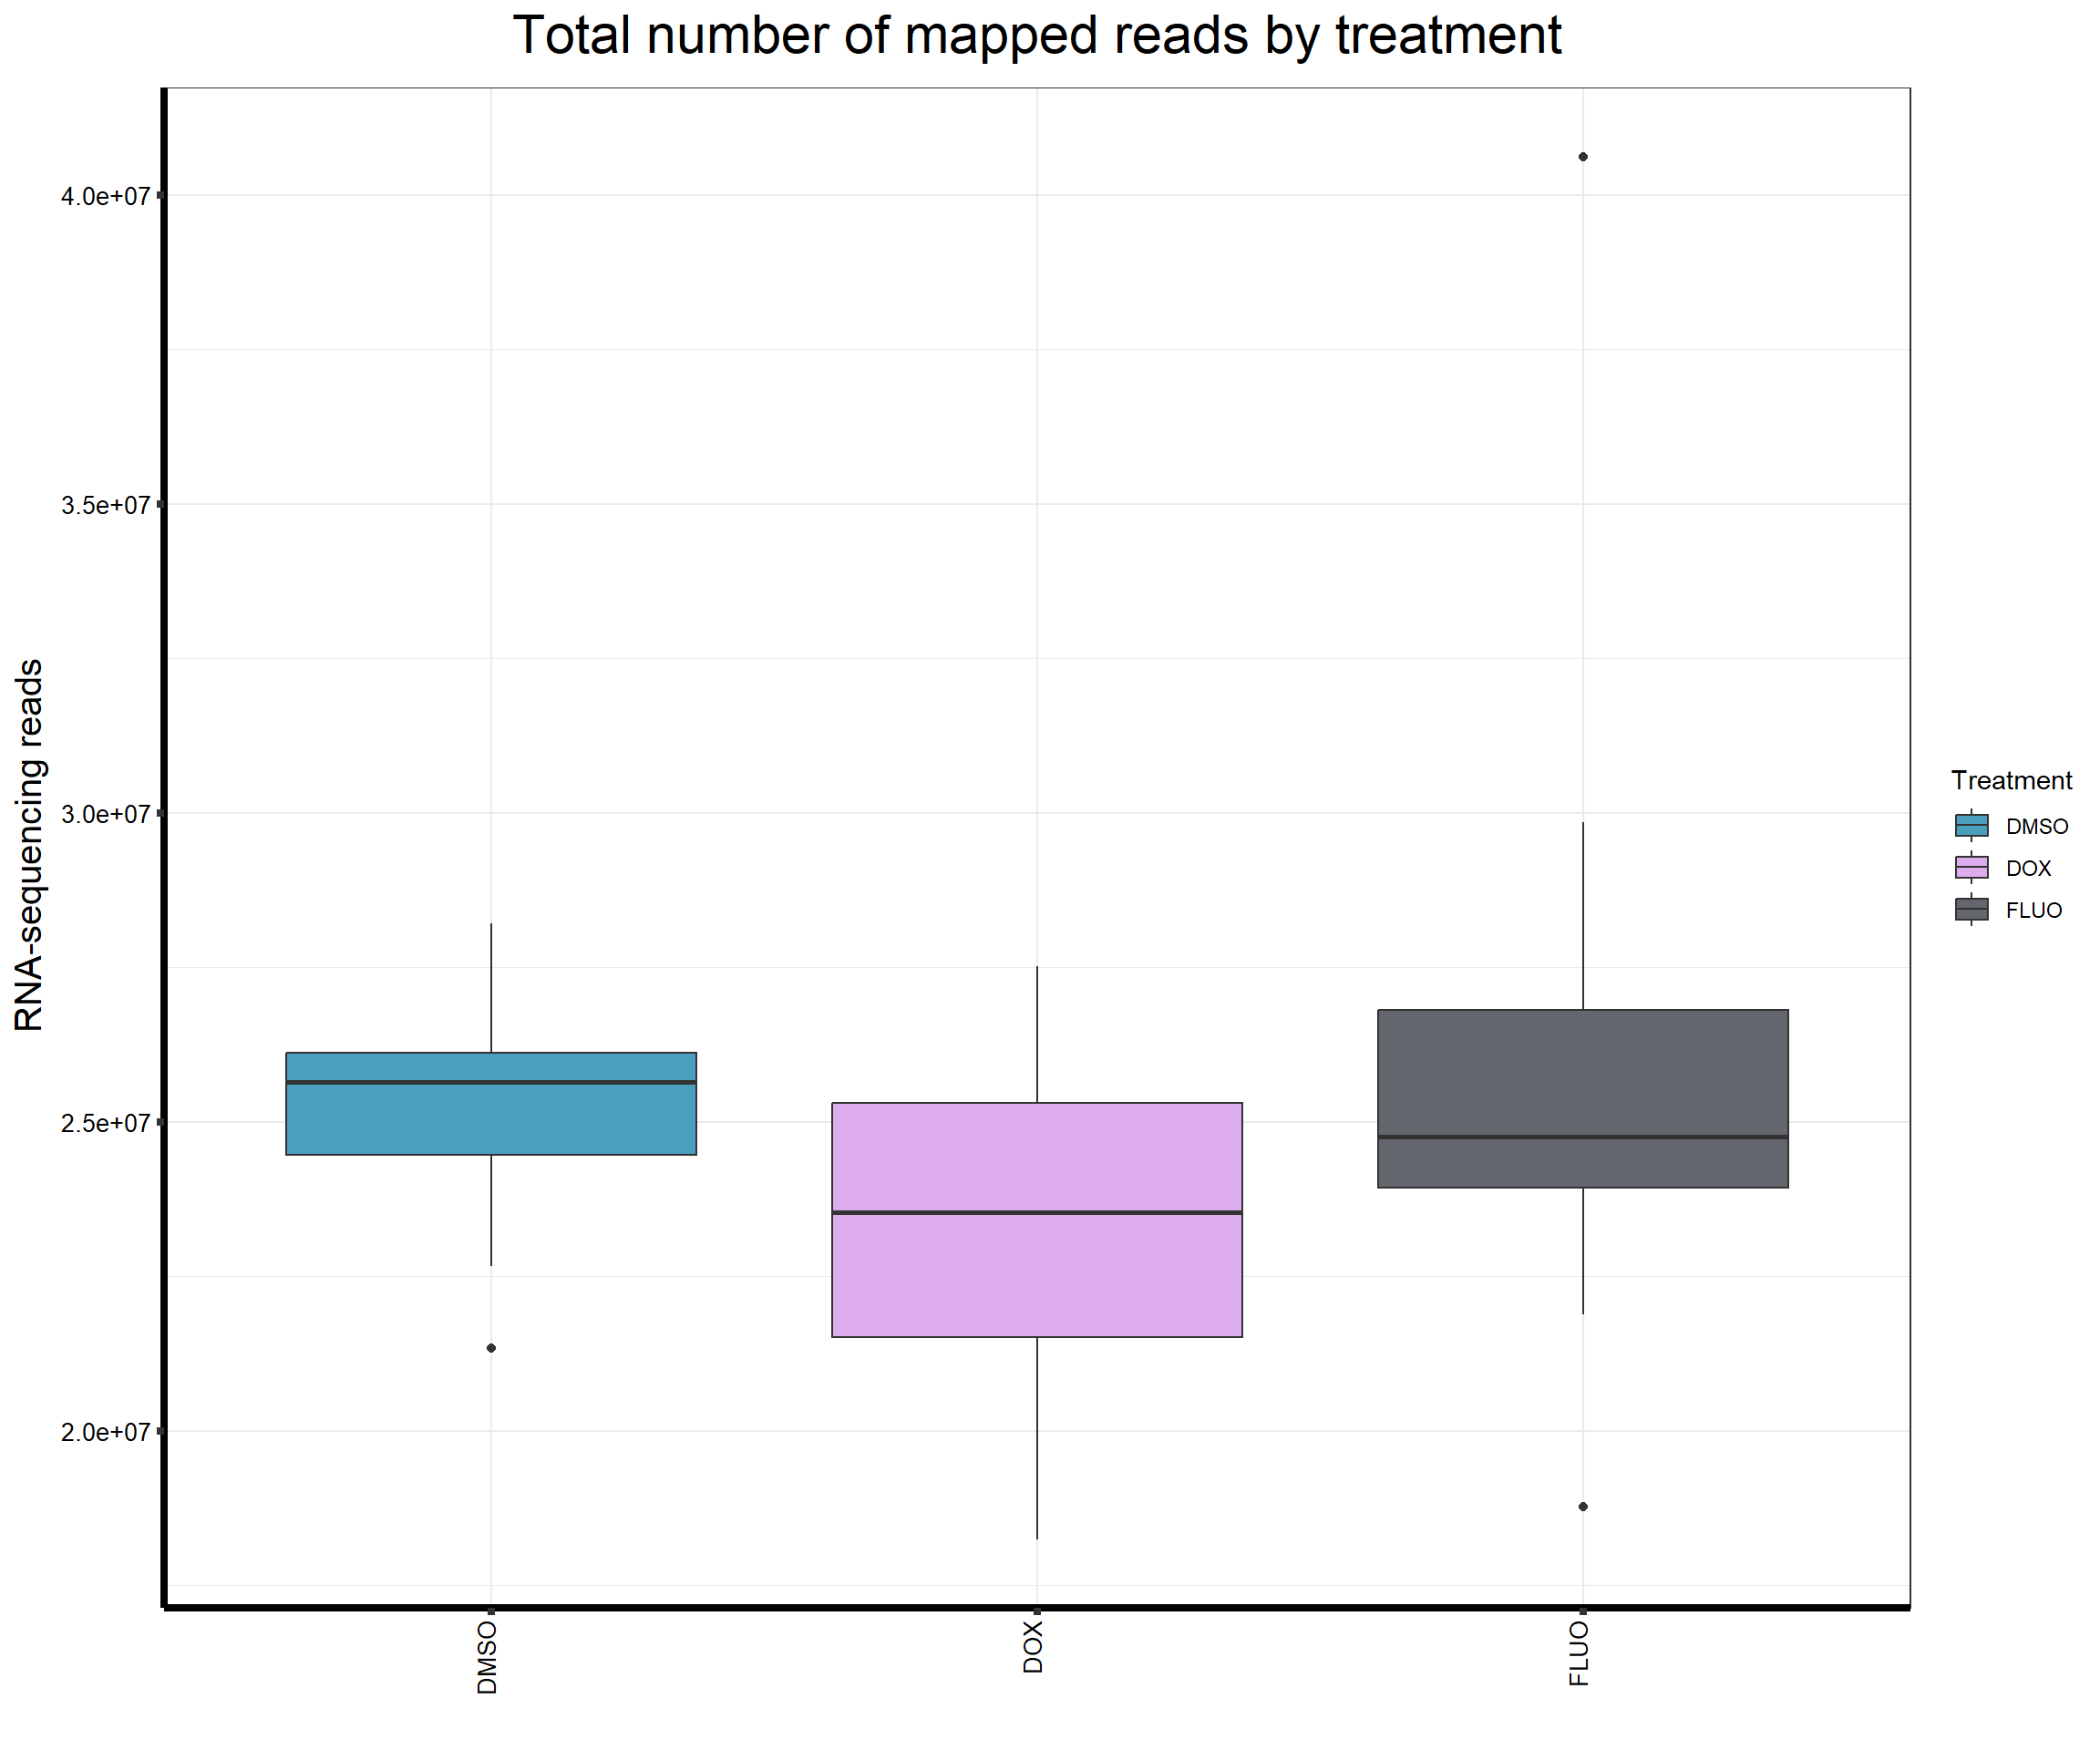 Total number of mapped reads by treatment
RNA-sequencing reads
4.0e+07
3.5e+07
3.0e+07
2.5e+07
2.0e+07
DMSO
DOX
FLUO
Treatment
DMSO
DOX
FLUO